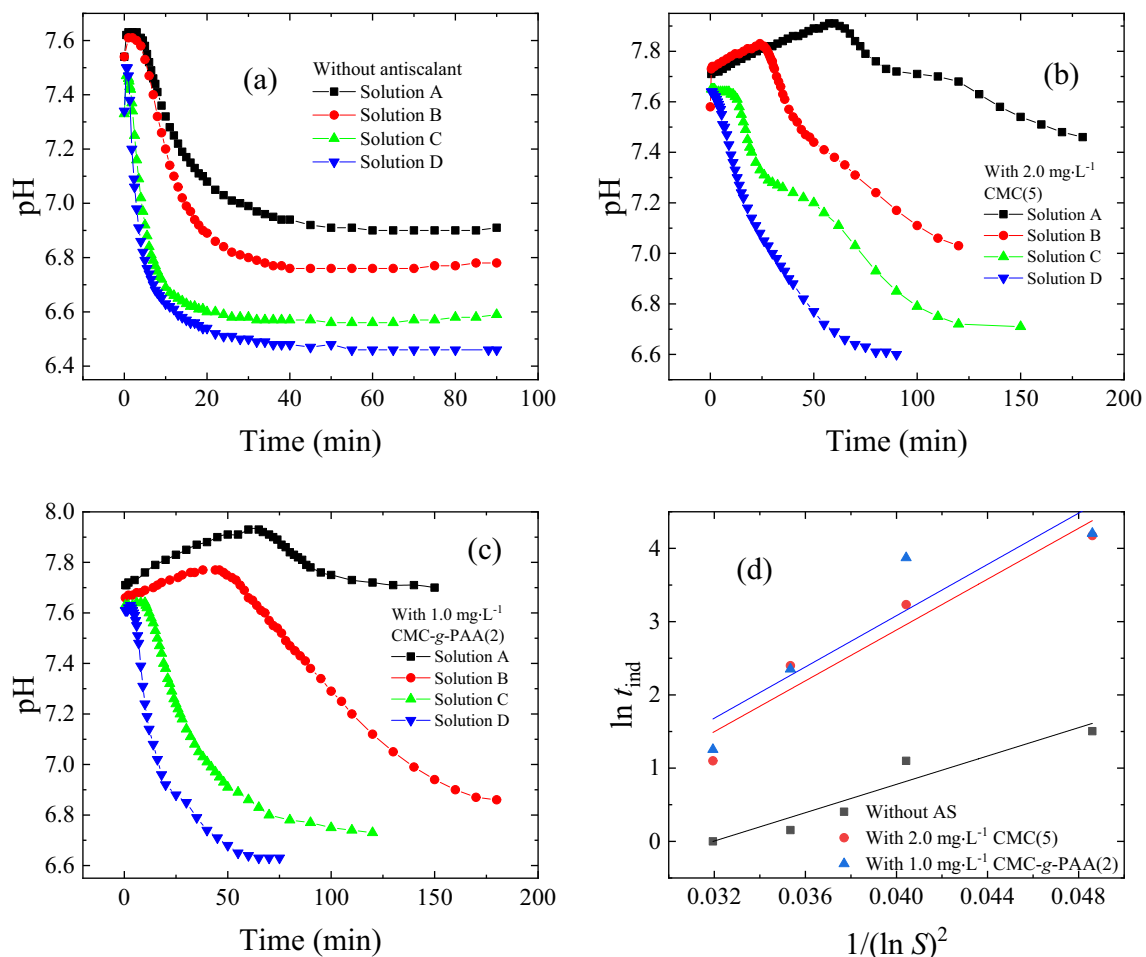 (a)
Without antiscalant
Solution A
Solution B
Solution C
Solution D
7.6
7.4
7.2
7.0
6.8
6.6
6.4
pH
0 20 40 60 80 100
Time (min)
(b)
With 2.0 mg·L⁻¹
CMC(5)
Solution A
Solution B
Solution C
Solution D
7.8
7.6
7.4
7.2
7.0
6.8
6.6
pH
0 50 100 150 200
Time (min)
(c)
With 1.0 mg·L⁻¹
CMC-g-PAA(2)
Solution A
Solution B
Solution C
Solution D
8.0
7.8
7.6
7.4
7.2
7.0
6.8
6.6
pH
0 50 100 150 200
Time (min)
(d)
4
3
2
1
0
ln t_ind
Without AS
With 2.0 mg·L⁻¹ CMC(5)
With 1.0 mg·L⁻¹ CMC-g-PAA(2)
0.032 0.036 0.040 0.044 0.048
1/(ln S)²